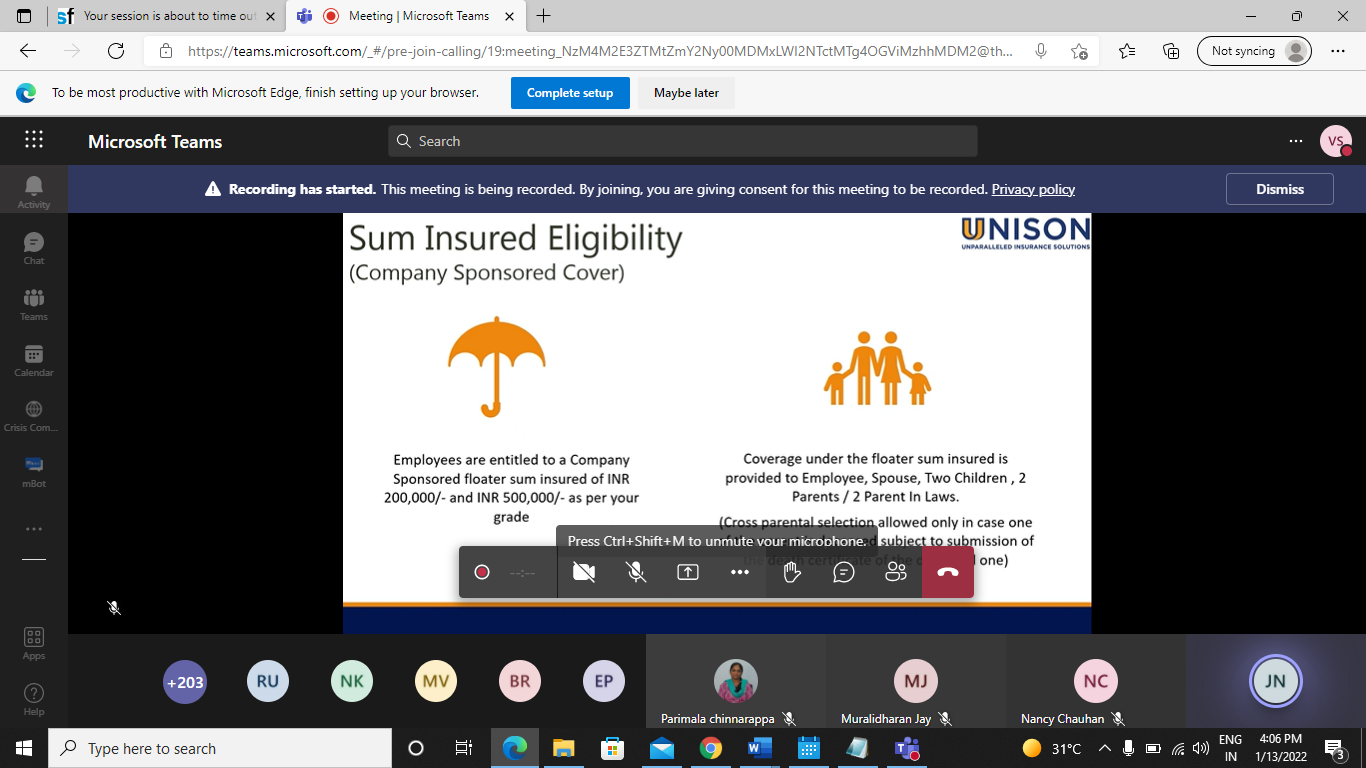 Your session is about to time out
Meeting | Microsoft Teams
https://teams.microsoft.com/_#/pre-join-calling/19:meeting_NzM4M2E3ZTMtZmY2Ny00MDMxLWI2NTctMTg4OGViMzhhMDM2@th...
Not syncing
To be most productive with Microsoft Edge, finish setting up your browser.
Complete setup
Maybe later
Microsoft Teams
Search
VS
Recording has started. This meeting is being recorded. By joining, you are giving consent for this meeting to be recorded. Privacy policy
Dismiss
Activity
Chat
Teams
Calendar
Crisis Com...
mBot
Apps
Help
Sum Insured Eligibility
(Company Sponsored Cover)
UNISON
UNPARALLELED INSURANCE SOLUTIONS
Employees are entitled to a Company
Sponsored floater sum insured of INR
200,000/- and INR 500,000/- as per your
grade
Coverage under the floater sum insured is
provided to Employee, Spouse, Two Children , 2
Parents / 2 Parent In Laws.
(Cross parental selection allowed only in case one
subject to submission of
one)
Press Ctrl+Shift+M to unmute your microphone.
--:--
+203
RU
NK
MV
BR
EP
Parimala chinnarappa
MJ
Muralidharan Jay
NC
Nancy Chauhan
JN
Type here to search
31°C
ENG
IN
4:06 PM
1/13/2022
3